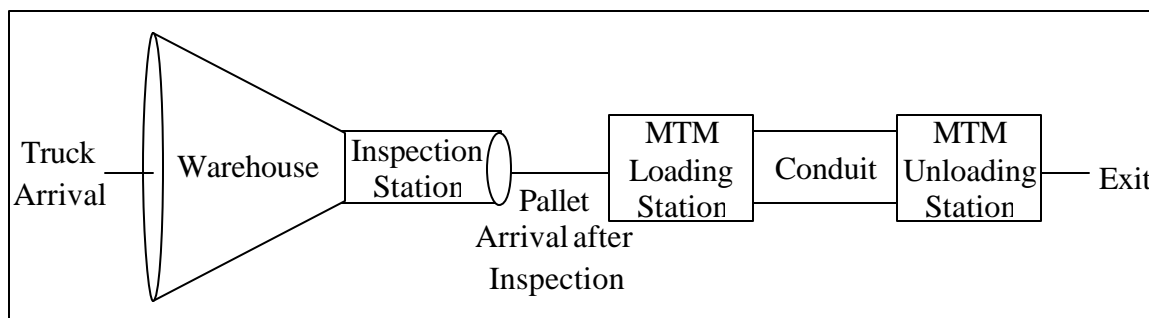 Truck
Arrival
Warehouse
Inspection
Station
Pallet
Arrival after
Inspection
MTM
Loading
Station
Conduit
MTM
Unloading
Station
Exit